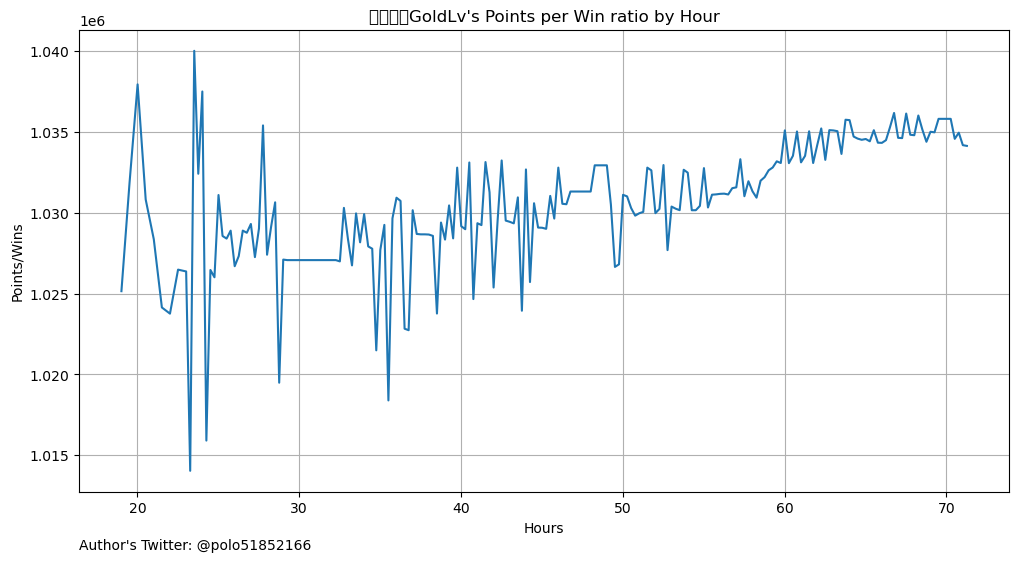 GoldLv's Points per Win ratio by Hour
1e6
1.040
1.035
1.030
1.025
1.020
1.015
Points/Wins
20 30 40 50 60 70
Hours
Author's Twitter: @polo51852166